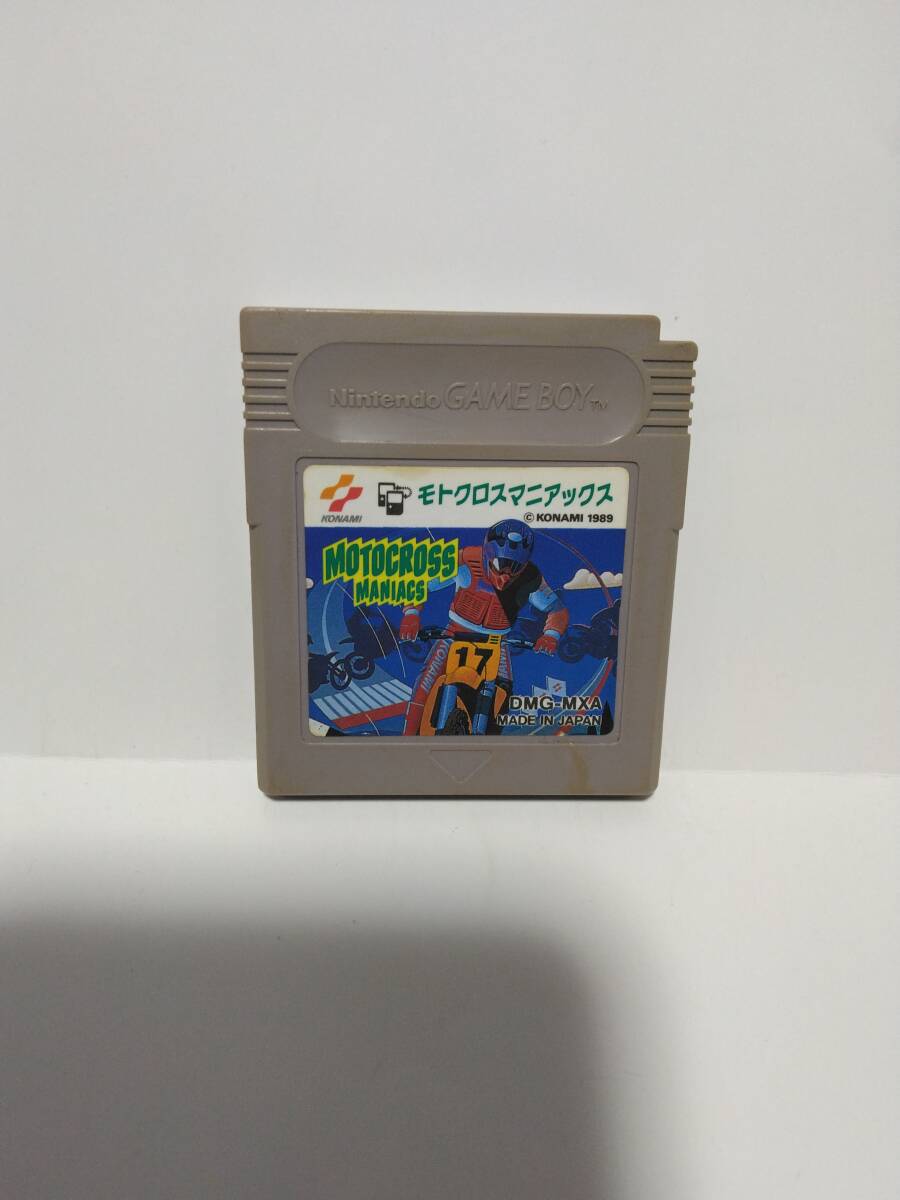 Nintendo GAME BOY TM
KONAMI
モトクロスマニアックス
© KONAMI 1989
MOTOCROSS
MANIACS
KONAMI
17
DMG-MXA
MADE IN JAPAN